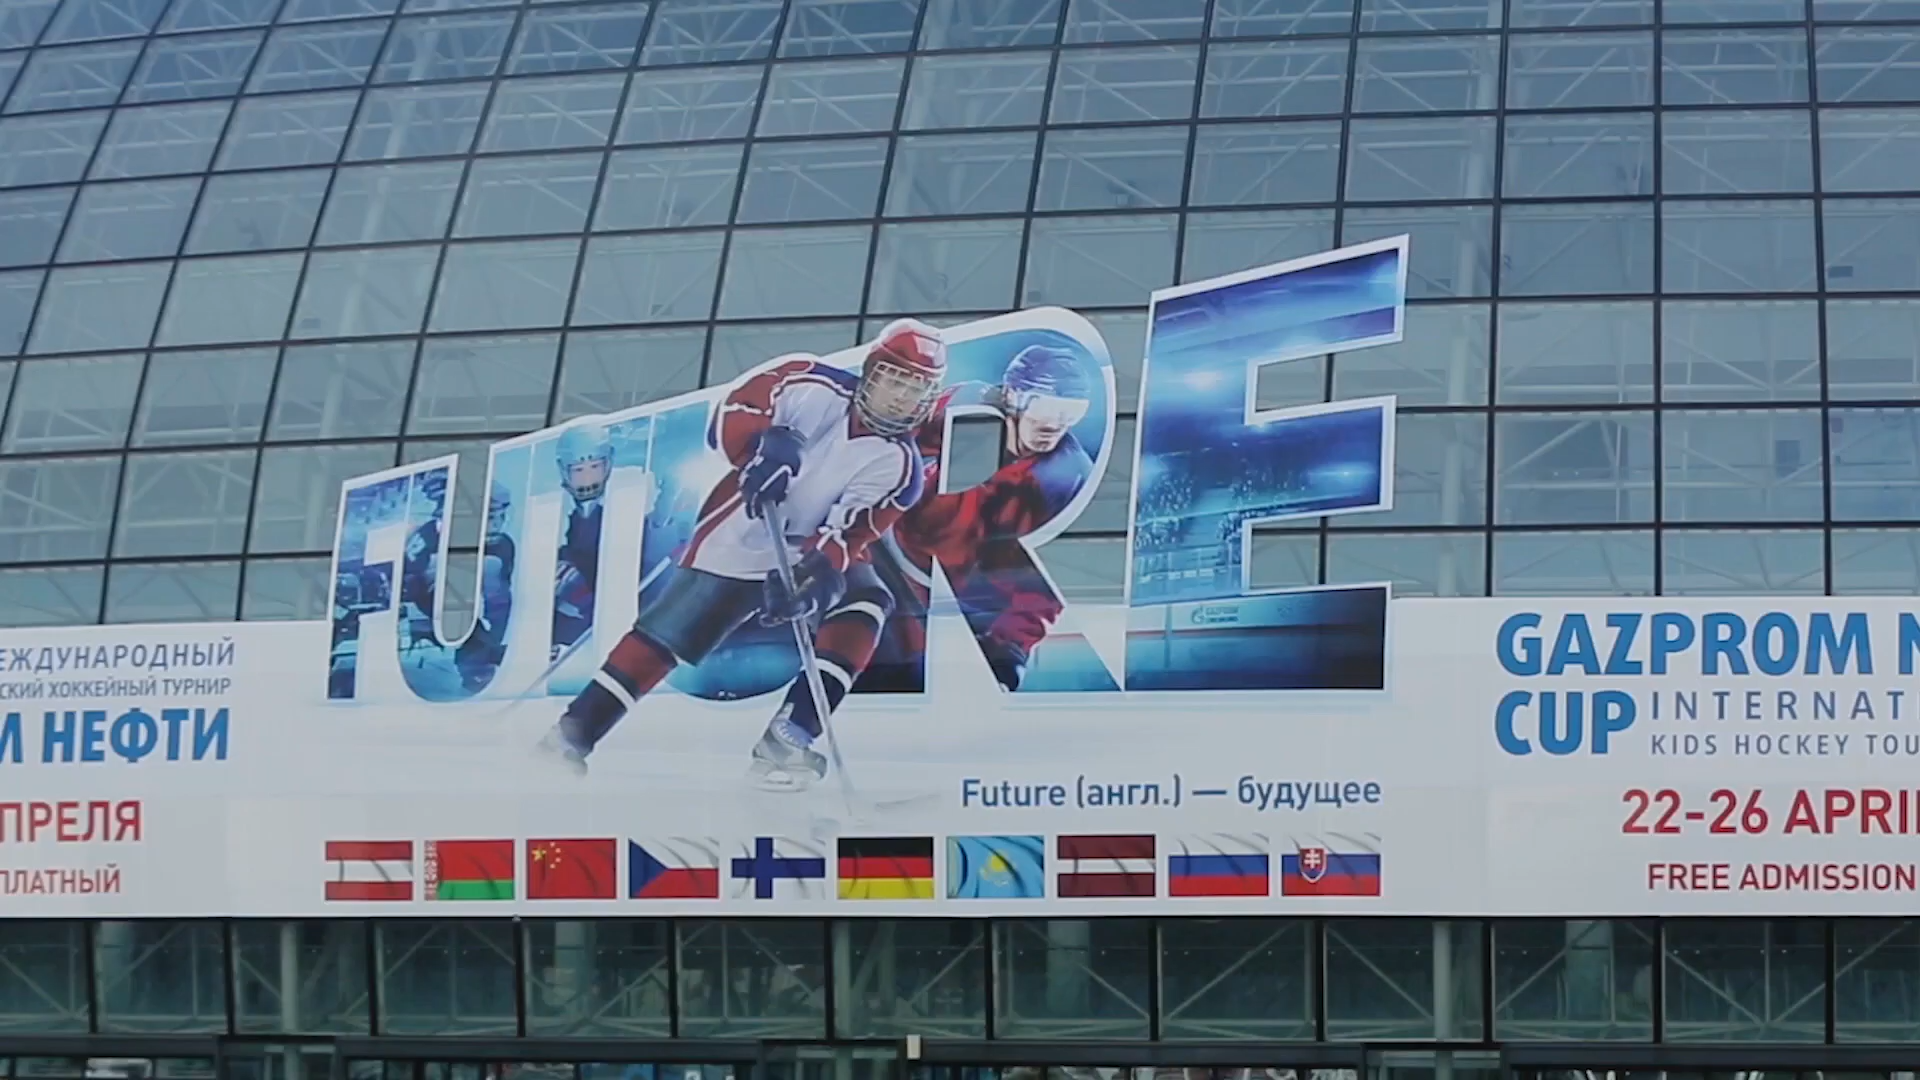 FUTURE
ЕЖДУНАРОДНЫЙ
СКИЙ ХОККЕЙНЫЙ ТУРНИР
М НЕФТИ
ПРЕЛЯ
ПЛАТНЫЙ
Future (англ.) — будущее
GAZPROM N
CUP INTERNATI
KIDS HOCKEY TOU
22-26 APRI
FREE ADMISSION